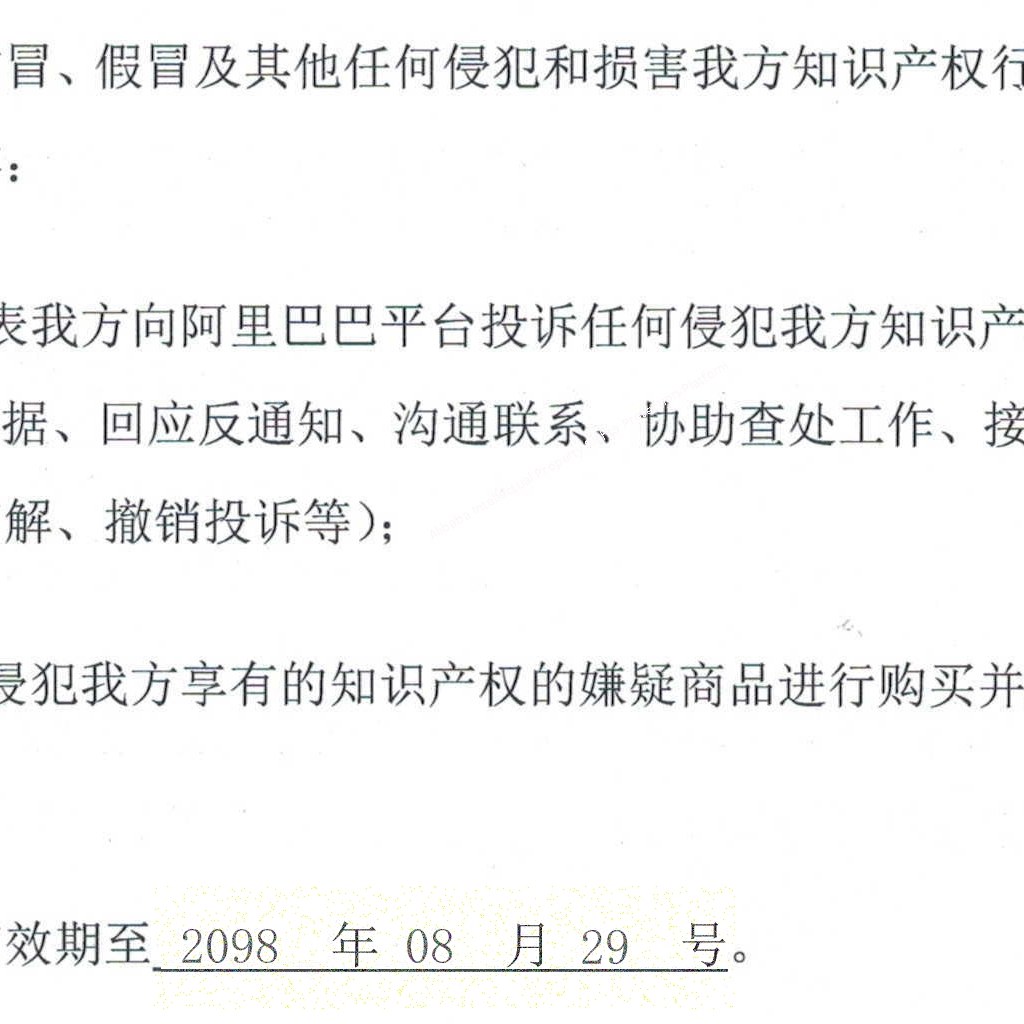 冒、假冒及其他任何侵犯和损害我方知识产权行
：
表我方向阿里巴巴平台投诉任何侵犯我方知识产
据、回应反通知、沟通联系、协助查处工作、接
解、撤销投诉等)；
侵犯我方享有的知识产权的嫌疑商品进行购买并
效期至 2098 年 08 月 29 号。